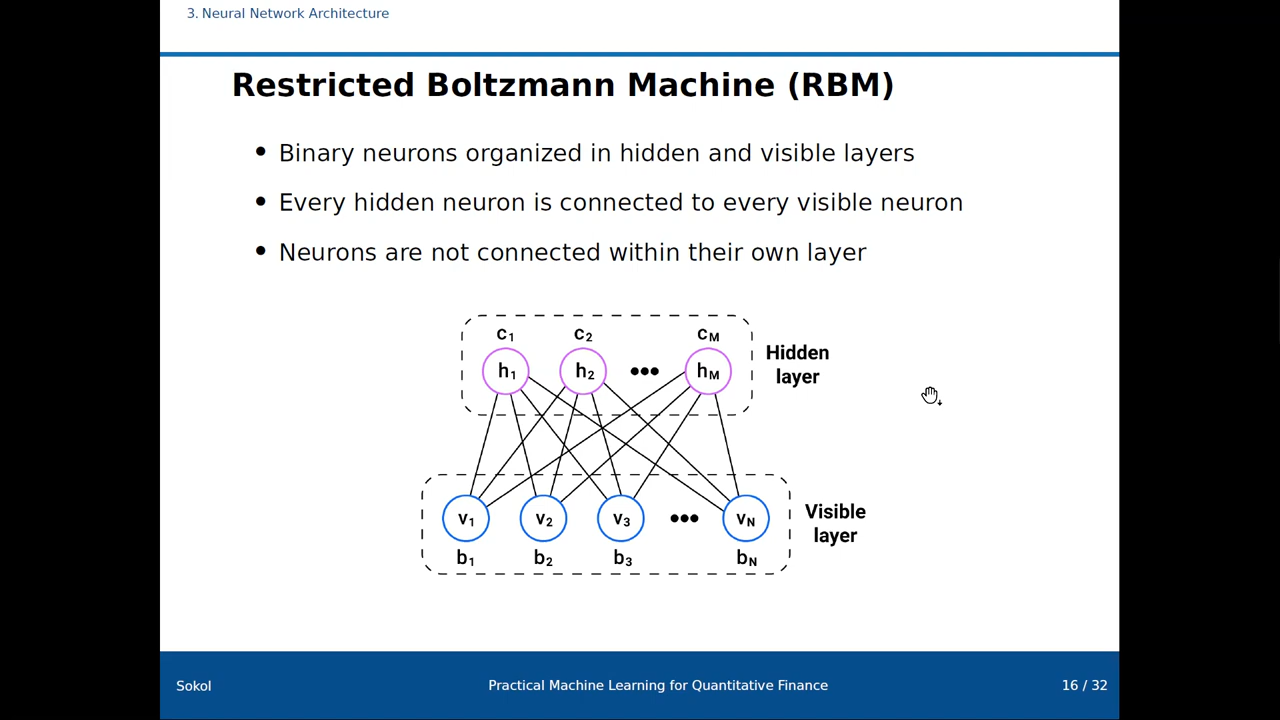 3. Neural Network Architecture
Restricted Boltzmann Machine (RBM)
• Binary neurons organized in hidden and visible layers
• Every hidden neuron is connected to every visible neuron
• Neurons are not connected within their own layer
c₁ c₂ c_M
h₁ h₂ ••• h_M
Hidden
layer
v₁ v₂ v₃ ••• v_N
b₁ b₂ b₃ b_N
Visible
layer
Sokol
Practical Machine Learning for Quantitative Finance
16 / 32